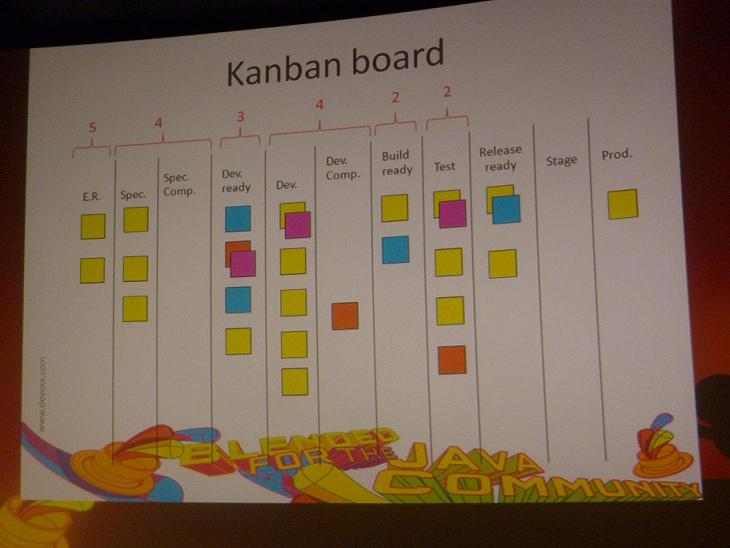 Kanban board
5 4 3 4 2 2
E.R.
Spec.
Spec.
Comp.
Dev.
ready
Dev.
Dev.
Comp.
Build
ready
Test
Release
ready
Stage
Prod.
www.devoxx.com
BLENDED
FOR THE
JAVA
COMMUNITY